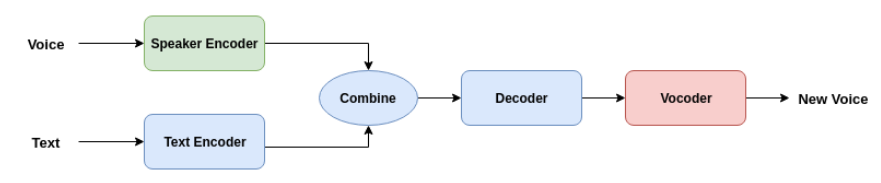 Voice
Speaker Encoder
Text
Text Encoder
Combine
Decoder
Vocoder
New Voice